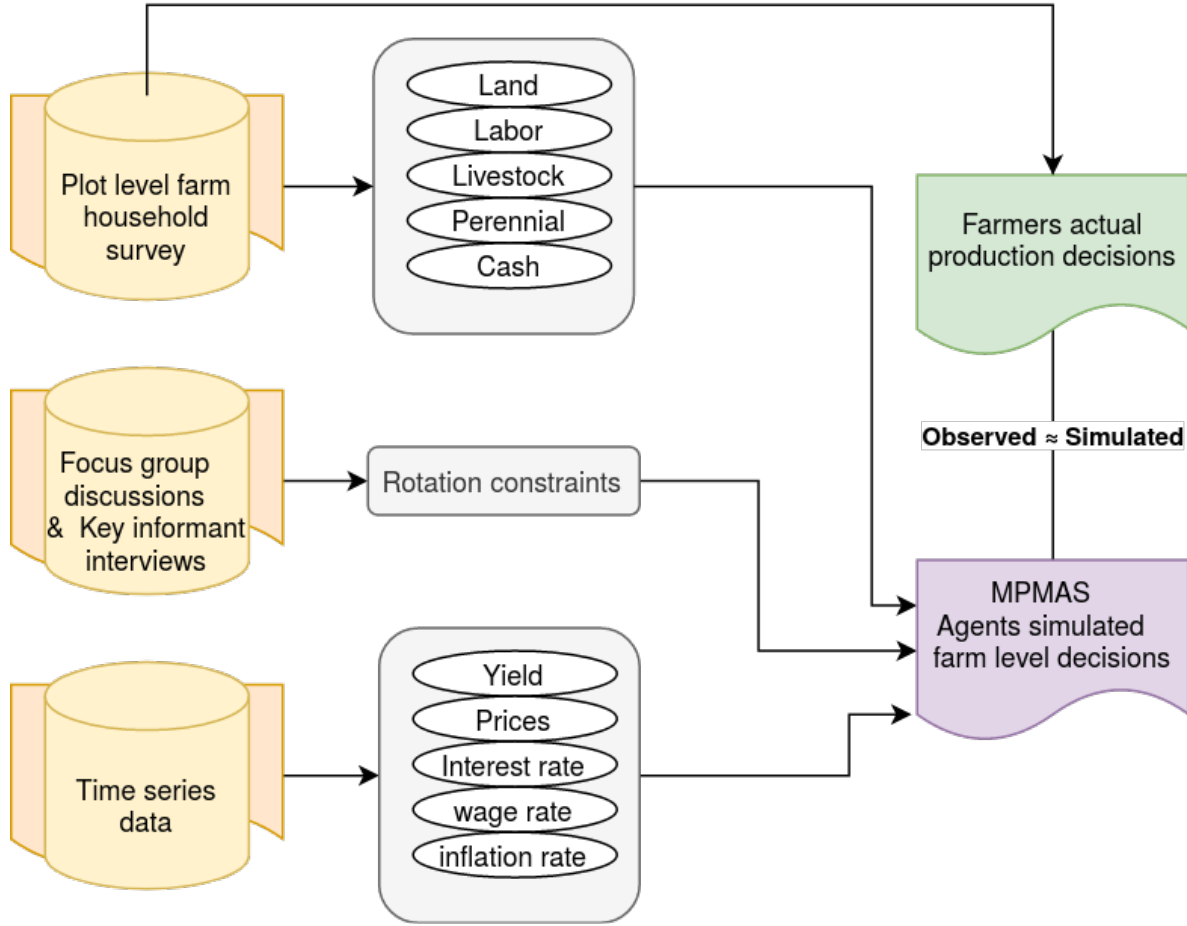 Plot level farm
household
survey
Land
Labor
Livestock
Perennial
Cash
Farmers actual
production decisions
Focus group
discussions
& Key informant
interviews
Rotation constraints
Observed ≈ Simulated
MPMAS
Agents simulated
farm level decisions
Time series
data
Yield
Prices
Interest rate
wage rate
inflation rate